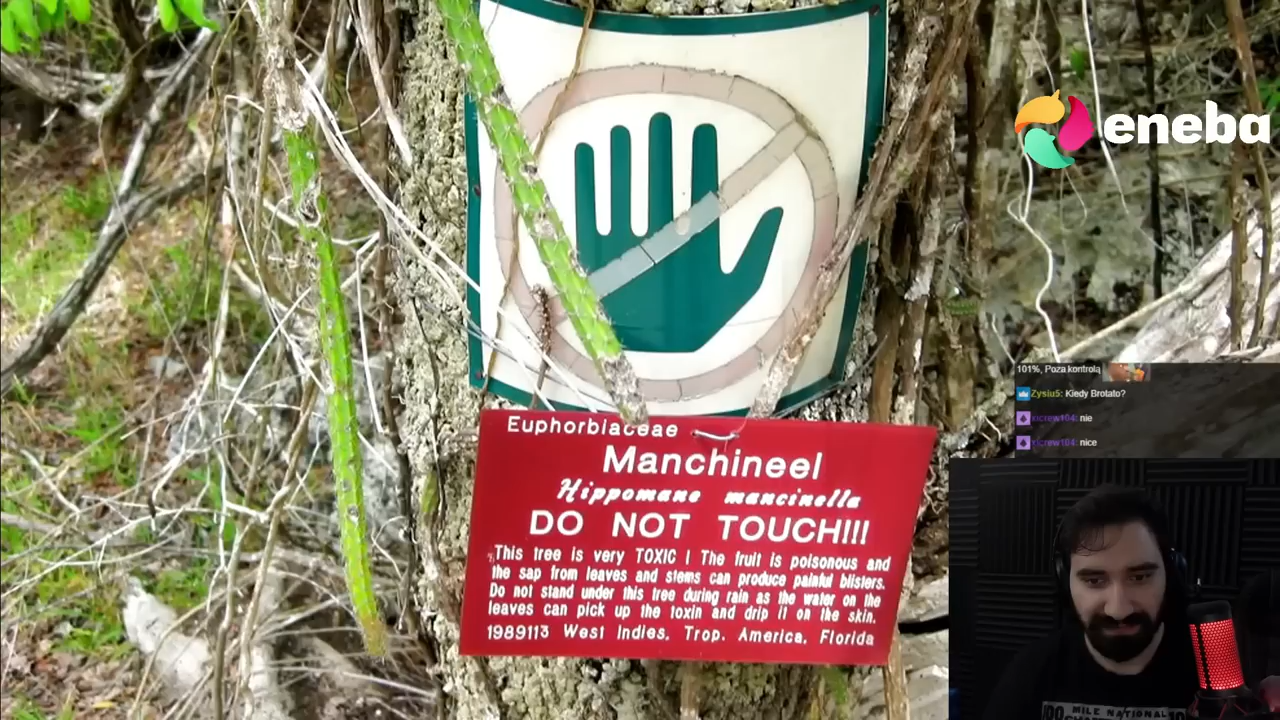 eneba
Euphorbiaceae
Manchineel
Hippomane mancinella
DO NOT TOUCH!!!
This tree is very TOXIC ! The fruit is poisonous and
the sap from leaves and stems can produce painful blisters.
Do not stand under this tree during rain as the water on the
leaves can pick up the toxin and drip it on the skin.
1989113 West Indies. Trop. America. Florida
101%, Poza kontrolą
Zysiu5: Kiedy Brotato?
nie
nice
MILE NATIONAL